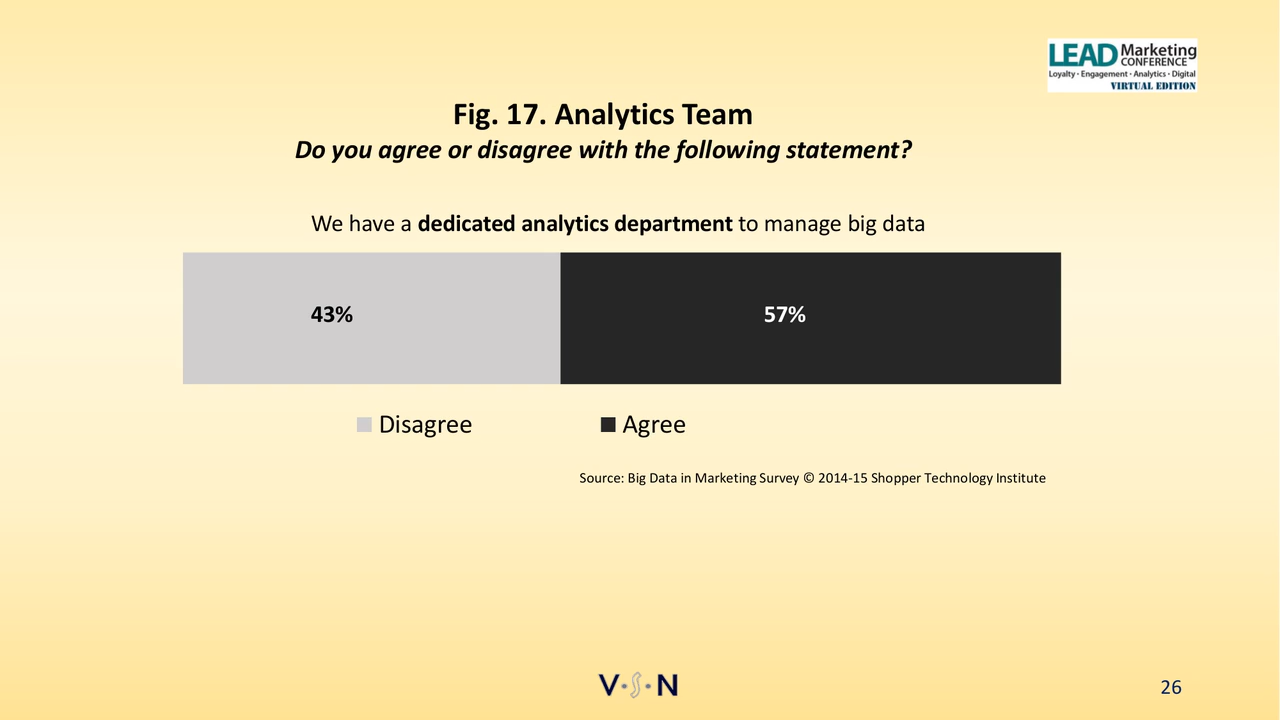 LEAD Marketing
CONFERENCE
Loyalty · Engagement · Analytics · Digital
VIRTUAL EDITION
Fig. 17. Analytics Team
Do you agree or disagree with the following statement?
We have a dedicated analytics department to manage big data
43% 57%
Disagree Agree
Source: Big Data in Marketing Survey © 2014-15 Shopper Technology Institute
V·S·N
26